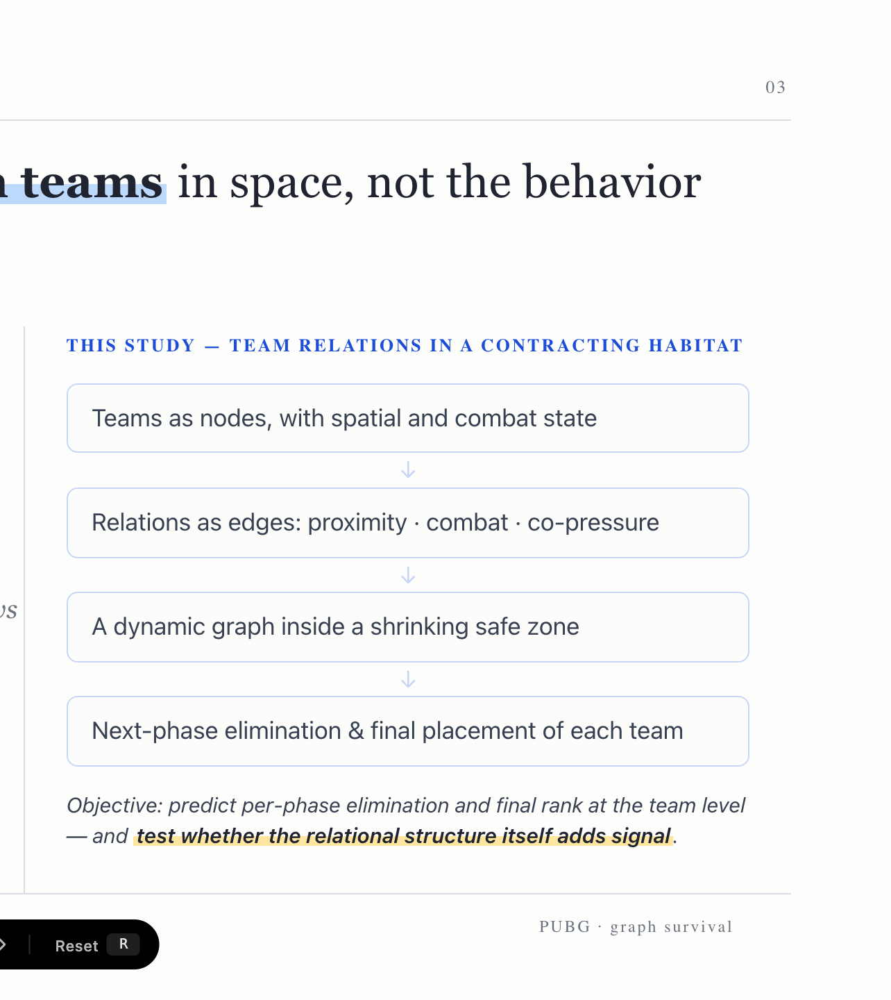 03
teams in space, not the behavior
THIS STUDY — TEAM RELATIONS IN A CONTRACTING HABITAT
Teams as nodes, with spatial and combat state
↓
Relations as edges: proximity · combat · co-pressure
↓
A dynamic graph inside a shrinking safe zone
↓
Next-phase elimination & final placement of each team
Objective: predict per-phase elimination and final rank at the team level
— and test whether the relational structure itself adds signal.
PUBG · graph survival
Reset R